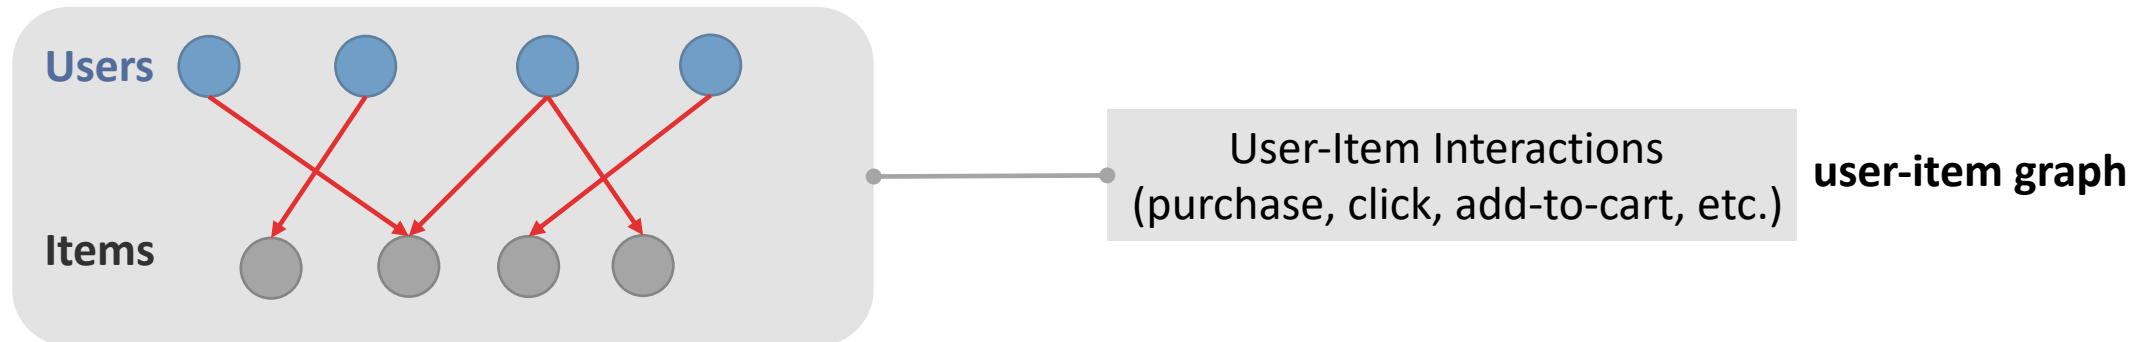 Users
Items
User-Item Interactions
(purchase, click, add-to-cart, etc.)
user-item graph